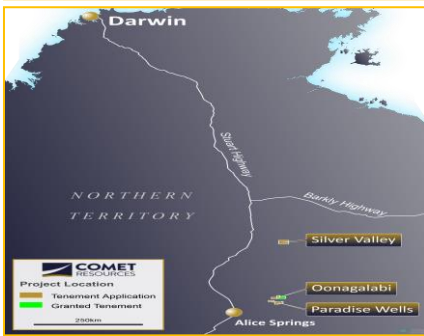 Darwin
Stuart Highway
Barkly Highway
NORTHERN
TERRITORY
Silver Valley
Oonagalabi
Paradise Wells
Alice Springs
COMET
RESOURCES
Project Location
Tenement Application
Granted Tenement
250km